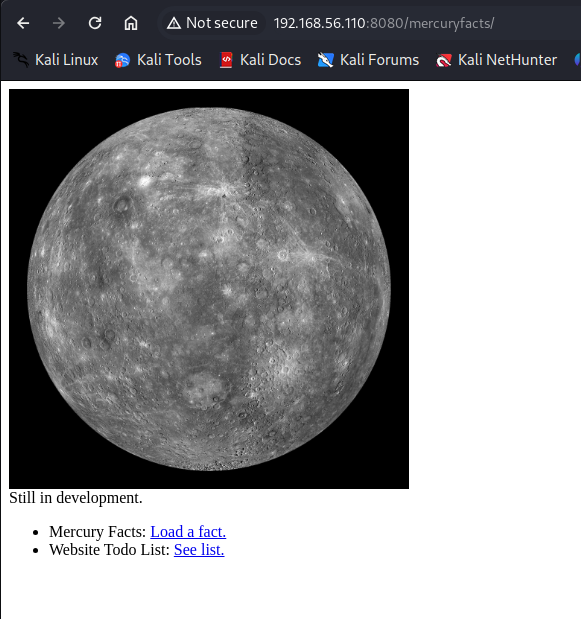 Not secure 192.168.56.110:8080/mercuryfacts/
Kali Linux Kali Tools Kali Docs Kali Forums Kali NetHunter
Still in development.
Mercury Facts: Load a fact.
Website Todo List: See list.